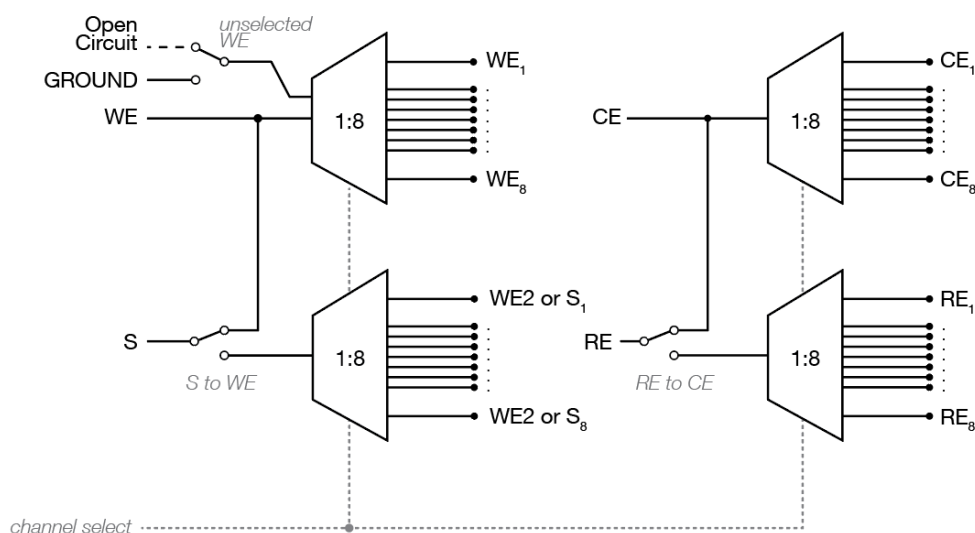 Open
Circuit
unselected
WE
GROUND
WE
1:8
WE1
WE8
CE
1:8
CE1
CE8
S
S to WE
1:8
WE2 or S1
WE2 or S8
RE
RE to CE
1:8
RE1
RE8
channel select